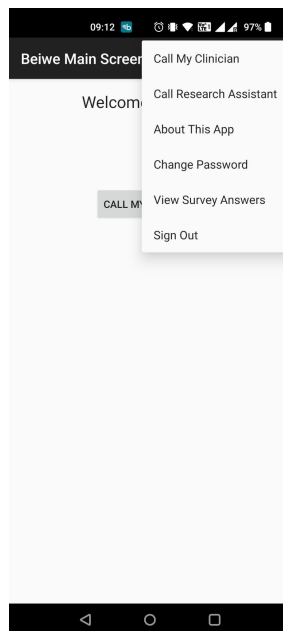 09:12 97%
Beiwe Main Screen
Welcome
CALL MY
Call My Clinician
Call Research Assistant
About This App
Change Password
View Survey Answers
Sign Out